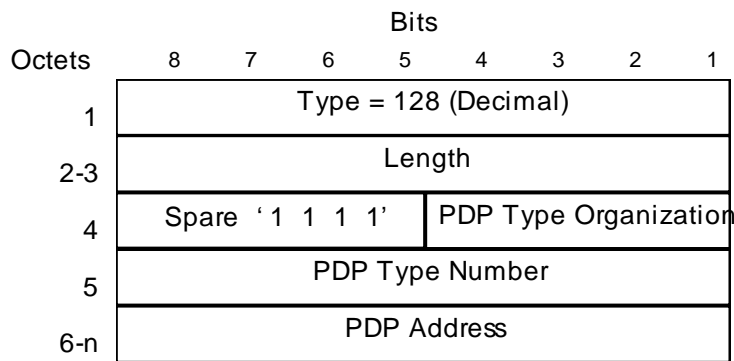 Bits
Octets 8 7 6 5 4 3 2 1
1 Type = 128 (Decimal)
2-3 Length
4 Spare ‘ 1 1 1 1’ PDP Type Organization
5 PDP Type Number
6-n PDP Address